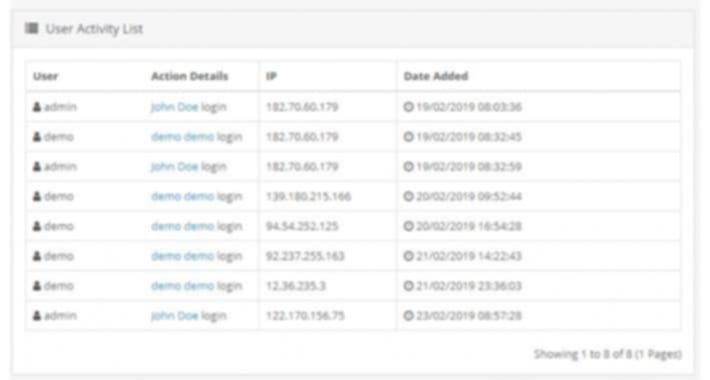 User Activity List
User Action Details IP Date Added
admin John Doe login 182.70.60.179 19/02/2019 08:03:36
demo demo demo login 182.70.60.179 19/02/2019 08:32:45
admin John Doe login 182.70.60.179 19/02/2019 08:32:59
demo demo demo login 139.180.215.166 20/02/2019 09:52:44
demo demo demo login 94.54.252.125 20/02/2019 16:54:28
demo demo demo login 92.237.255.163 21/02/2019 14:22:43
demo demo demo login 12.36.235.3 21/02/2019 23:36:03
admin John Doe login 122.170.156.75 23/02/2019 08:57:28
Showing 1 to 8 of 8 (1 Pages)